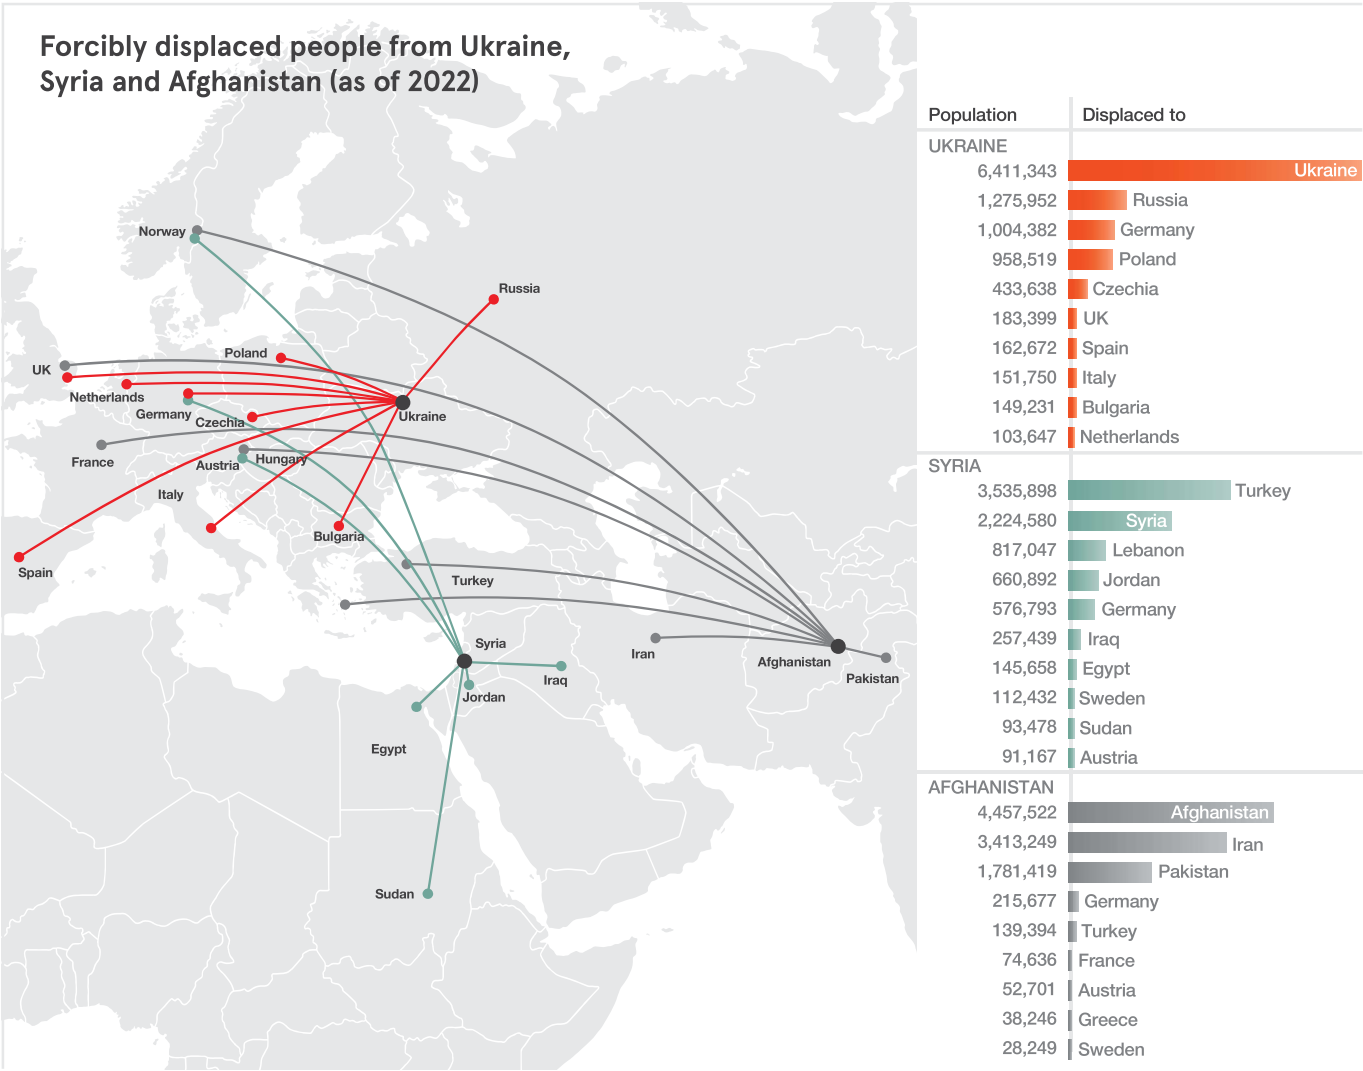 Forcibly displaced people from Ukraine,
Syria and Afghanistan (as of 2022)
Norway
Russia
Poland
UK
Netherlands
Germany
Czechia
Ukraine
France
Austria
Hungary
Italy
Bulgaria
Spain
Turkey
Syria
Iran
Afghanistan
Pakistan
Iraq
Jordan
Egypt
Sudan
Population Displaced to
UKRAINE
6,411,343 Ukraine
1,275,952 Russia
1,004,382 Germany
958,519 Poland
433,638 Czechia
183,399 UK
162,672 Spain
151,750 Italy
149,231 Bulgaria
103,647 Netherlands
SYRIA
3,535,898 Turkey
2,224,580 Syria
817,047 Lebanon
660,892 Jordan
576,793 Germany
257,439 Iraq
145,658 Egypt
112,432 Sweden
93,478 Sudan
91,167 Austria
AFGHANISTAN
4,457,522 Afghanistan
3,413,249 Iran
1,781,419 Pakistan
215,677 Germany
139,394 Turkey
74,636 France
52,701 Austria
38,246 Greece
28,249 Sweden